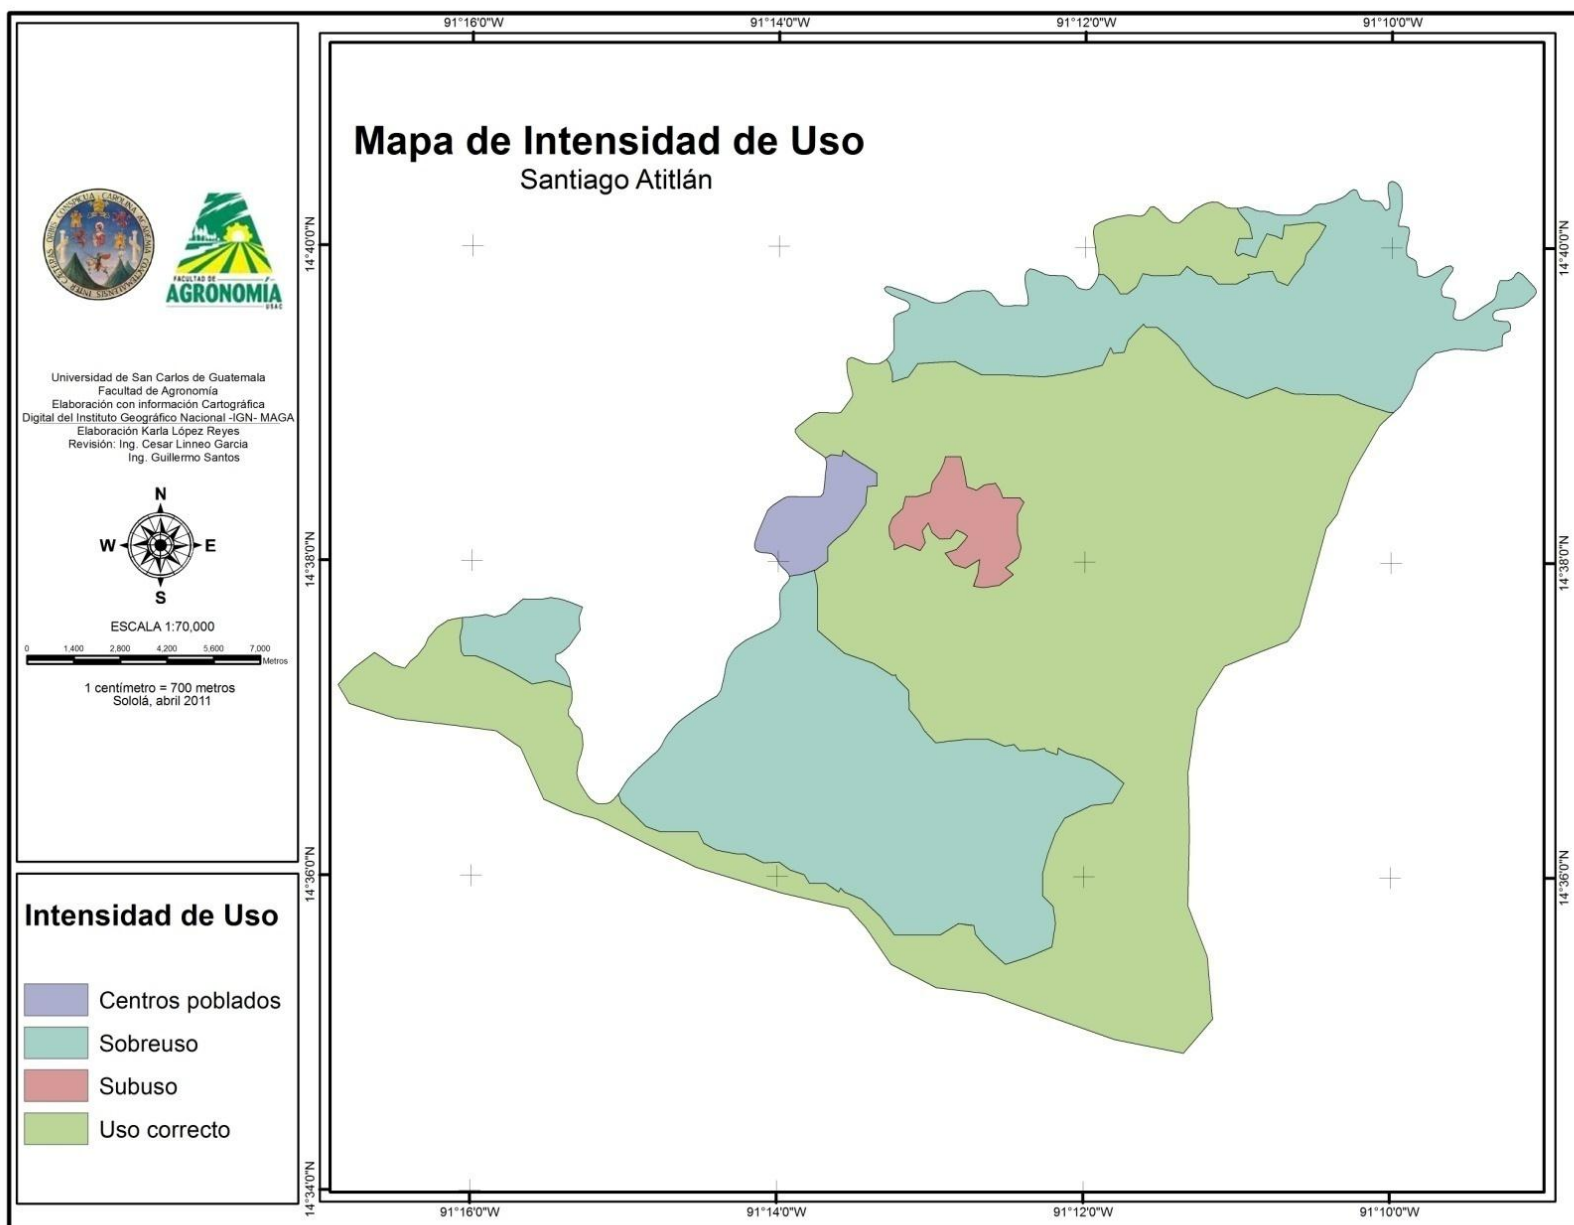 Mapa de Intensidad de Uso
Santiago Atitlán
91°16'0"W 91°14'0"W 91°12'0"W 91°10'0"W
14°40'0"N
14°38'0"N
14°36'0"N
14°34'0"N
14°40'0"N
14°38'0"N
14°36'0"N
91°16'0"W 91°14'0"W 91°12'0"W 91°10'0"W
FACULTAD DE
AGRONOMÍA
USAC
Universidad de San Carlos de Guatemala
Facultad de Agronomía
Elaboración con información Cartográfica
Digital del Instituto Geográfico Nacional -IGN- MAGA
Elaboración Karla López Reyes
Revisión: Ing. Cesar Linneo Garcia
Ing. Guillermo Santos
N
W E
S
ESCALA 1:70,000
0 1,400 2,800 4,200 5,600 7,000
Metros
1 centímetro = 700 metros
Sololá, abril 2011
Intensidad de Uso
Centros poblados
Sobreuso
Subuso
Uso correcto